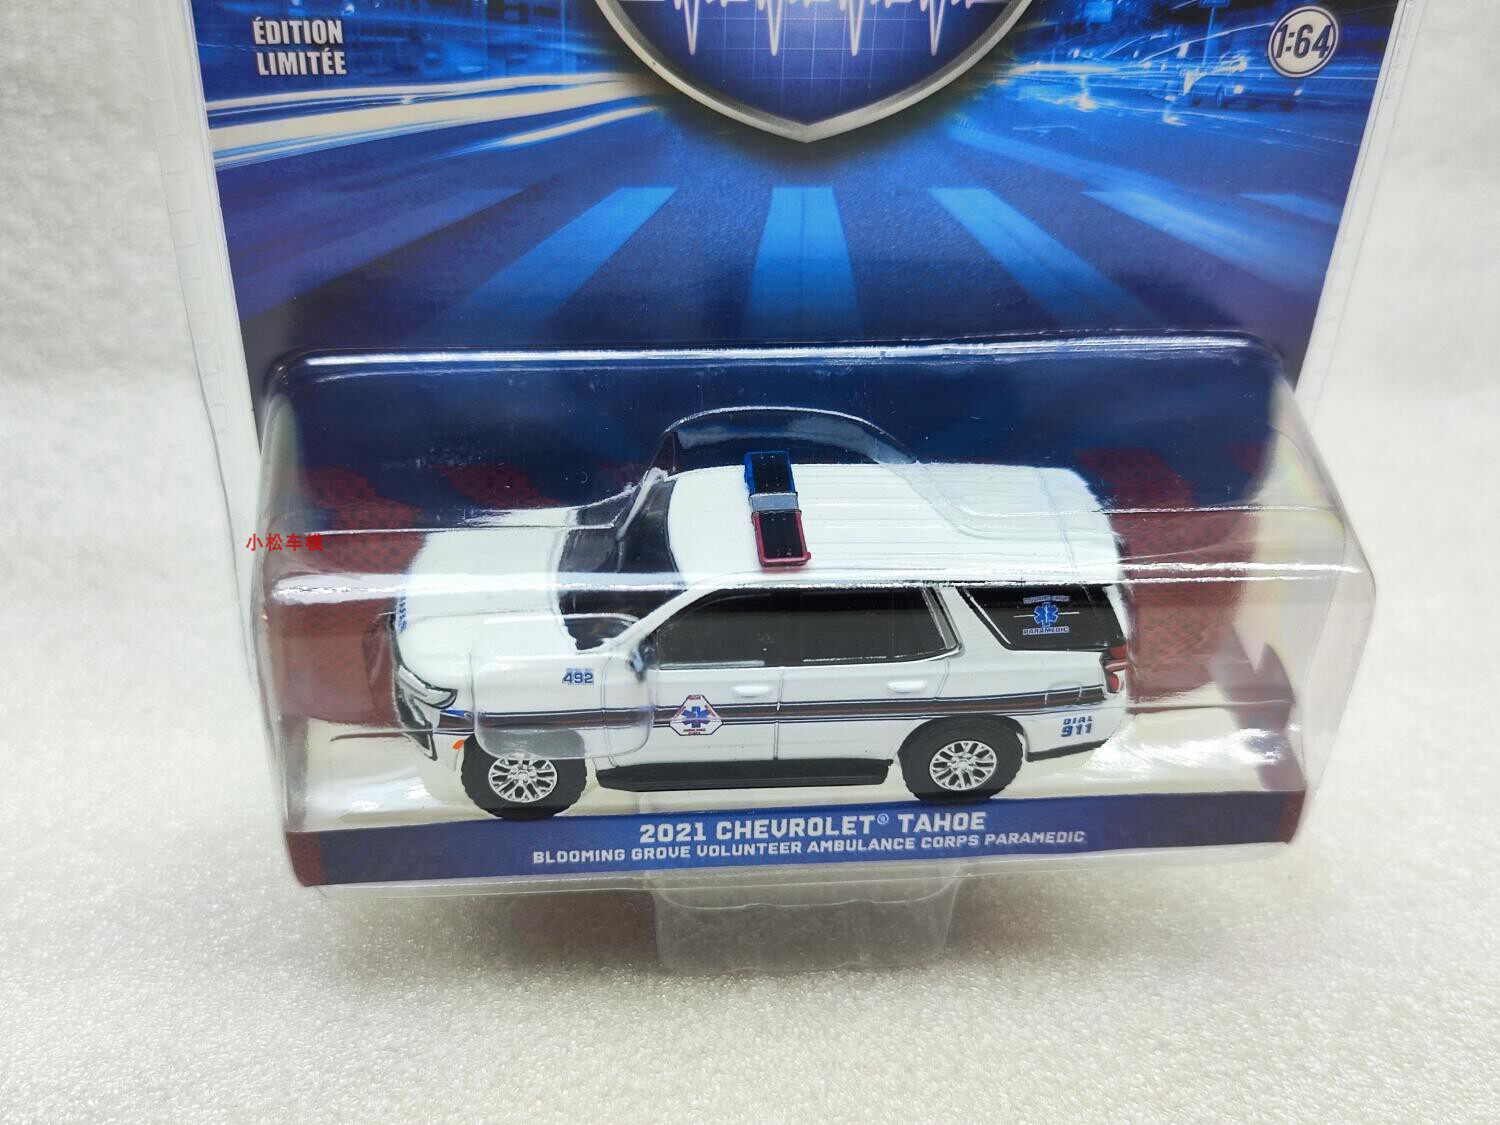 ÉDITION
LIMITÉE
1:64
小松车模
492
PARAMEDIC
DIAL
911
2021 CHEVROLET® TAHOE
BLOOMING GROVE VOLUNTEER AMBULANCE CORPS PARAMEDIC